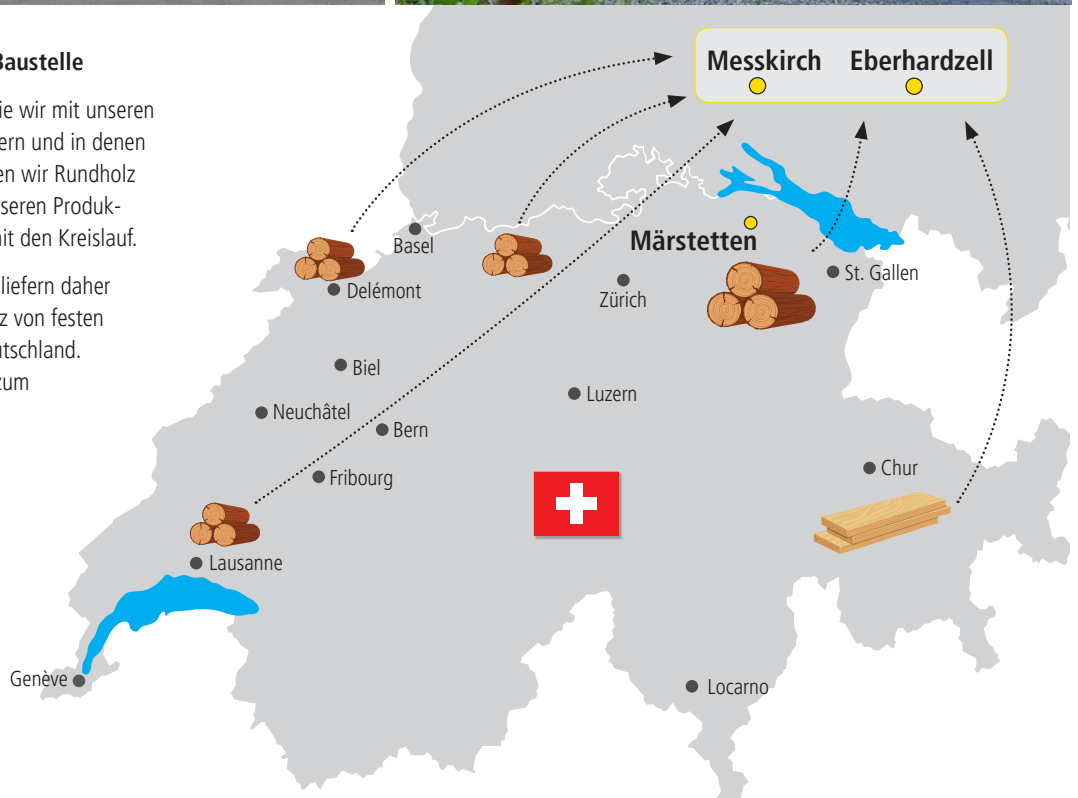 Baustelle
ie wir mit unseren
ern und in denen
en wir Rundholz
seren Produk-
it den Kreislauf.
liefern daher
z von festen
utschland.
zum
Messkirch
Eberhardzell
Märstetten
Basel
Delémont
Zürich
St. Gallen
Biel
Neuchâtel
Luzern
Bern
Fribourg
Chur
Lausanne
Genève
Locarno